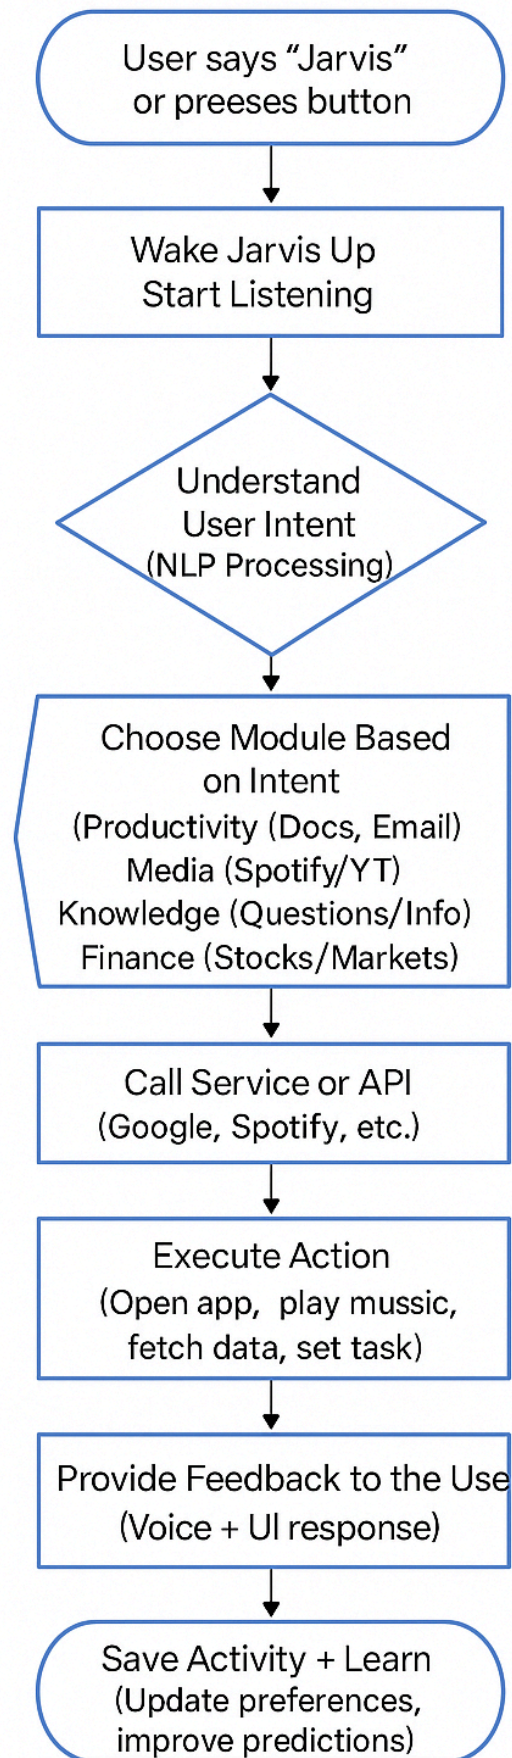 User says “Jarvis”
or preeses button
Wake Jarvis Up
Start Listening
Understand
User Intent
(NLP Processing)
Choose Module Based
on Intent
(Productivity (Docs, Email)
Media (Spotify/YT)
Knowledge (Questions/Info)
Finance (Stocks/Markets)
Call Service or API
(Google, Spotify, etc.)
Execute Action
(Open app, play mussic,
fetch data, set task)
Provide Feedback to the Use
(Voice + UI response)
Save Activity + Learn
(Update preferences,
improve predictions)